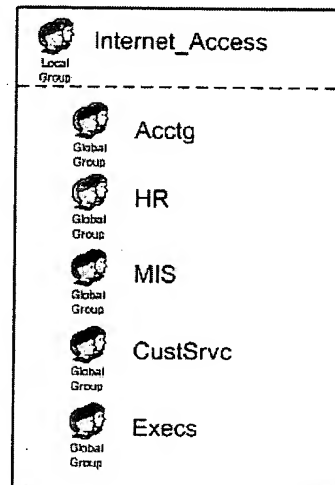 Internet_Access
Local
Group
Acctg
Global
Group
HR
Global
Group
MIS
Global
Group
CustSrvc
Global
Group
Execs
Global
Group